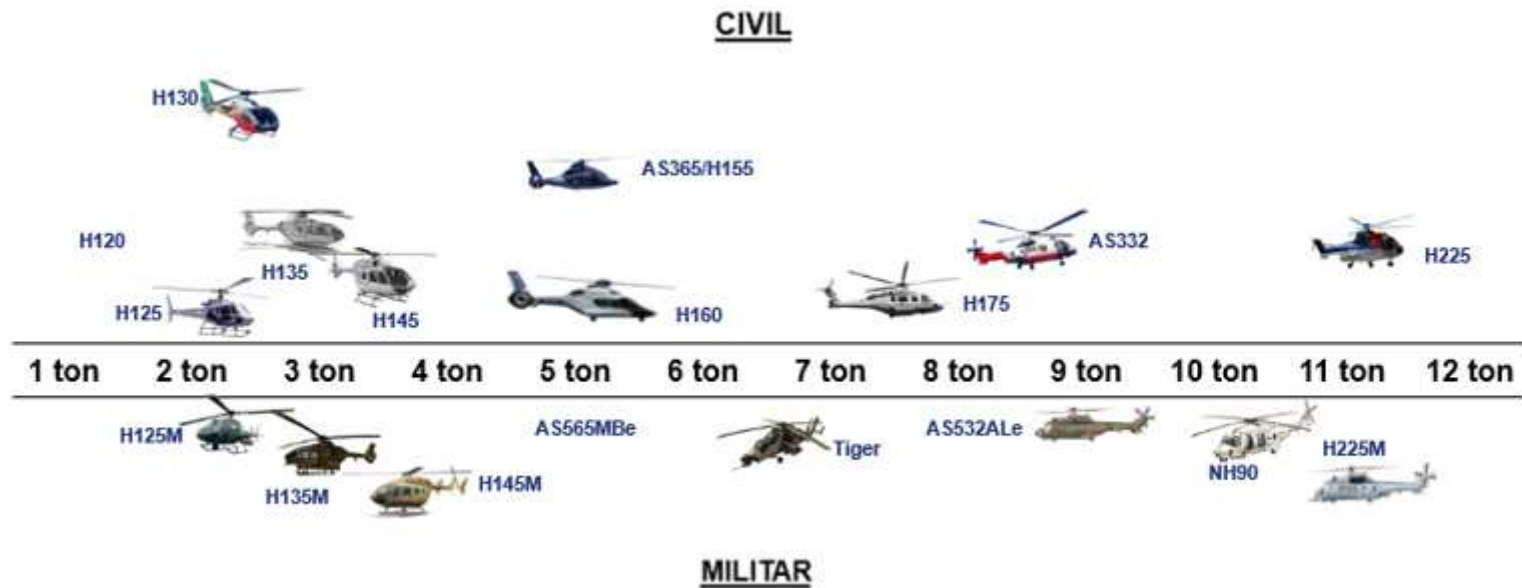 CIVIL
H130
AS365/H155
H120
H135
AS332
H225
H125
H145
H160
H175
1 ton 2 ton 3 ton 4 ton 5 ton 6 ton 7 ton 8 ton 9 ton 10 ton 11 ton 12 ton
H125M
AS565MBe
Tiger
AS532ALe
NH90
H225M
H135M
H145M
MILITAR